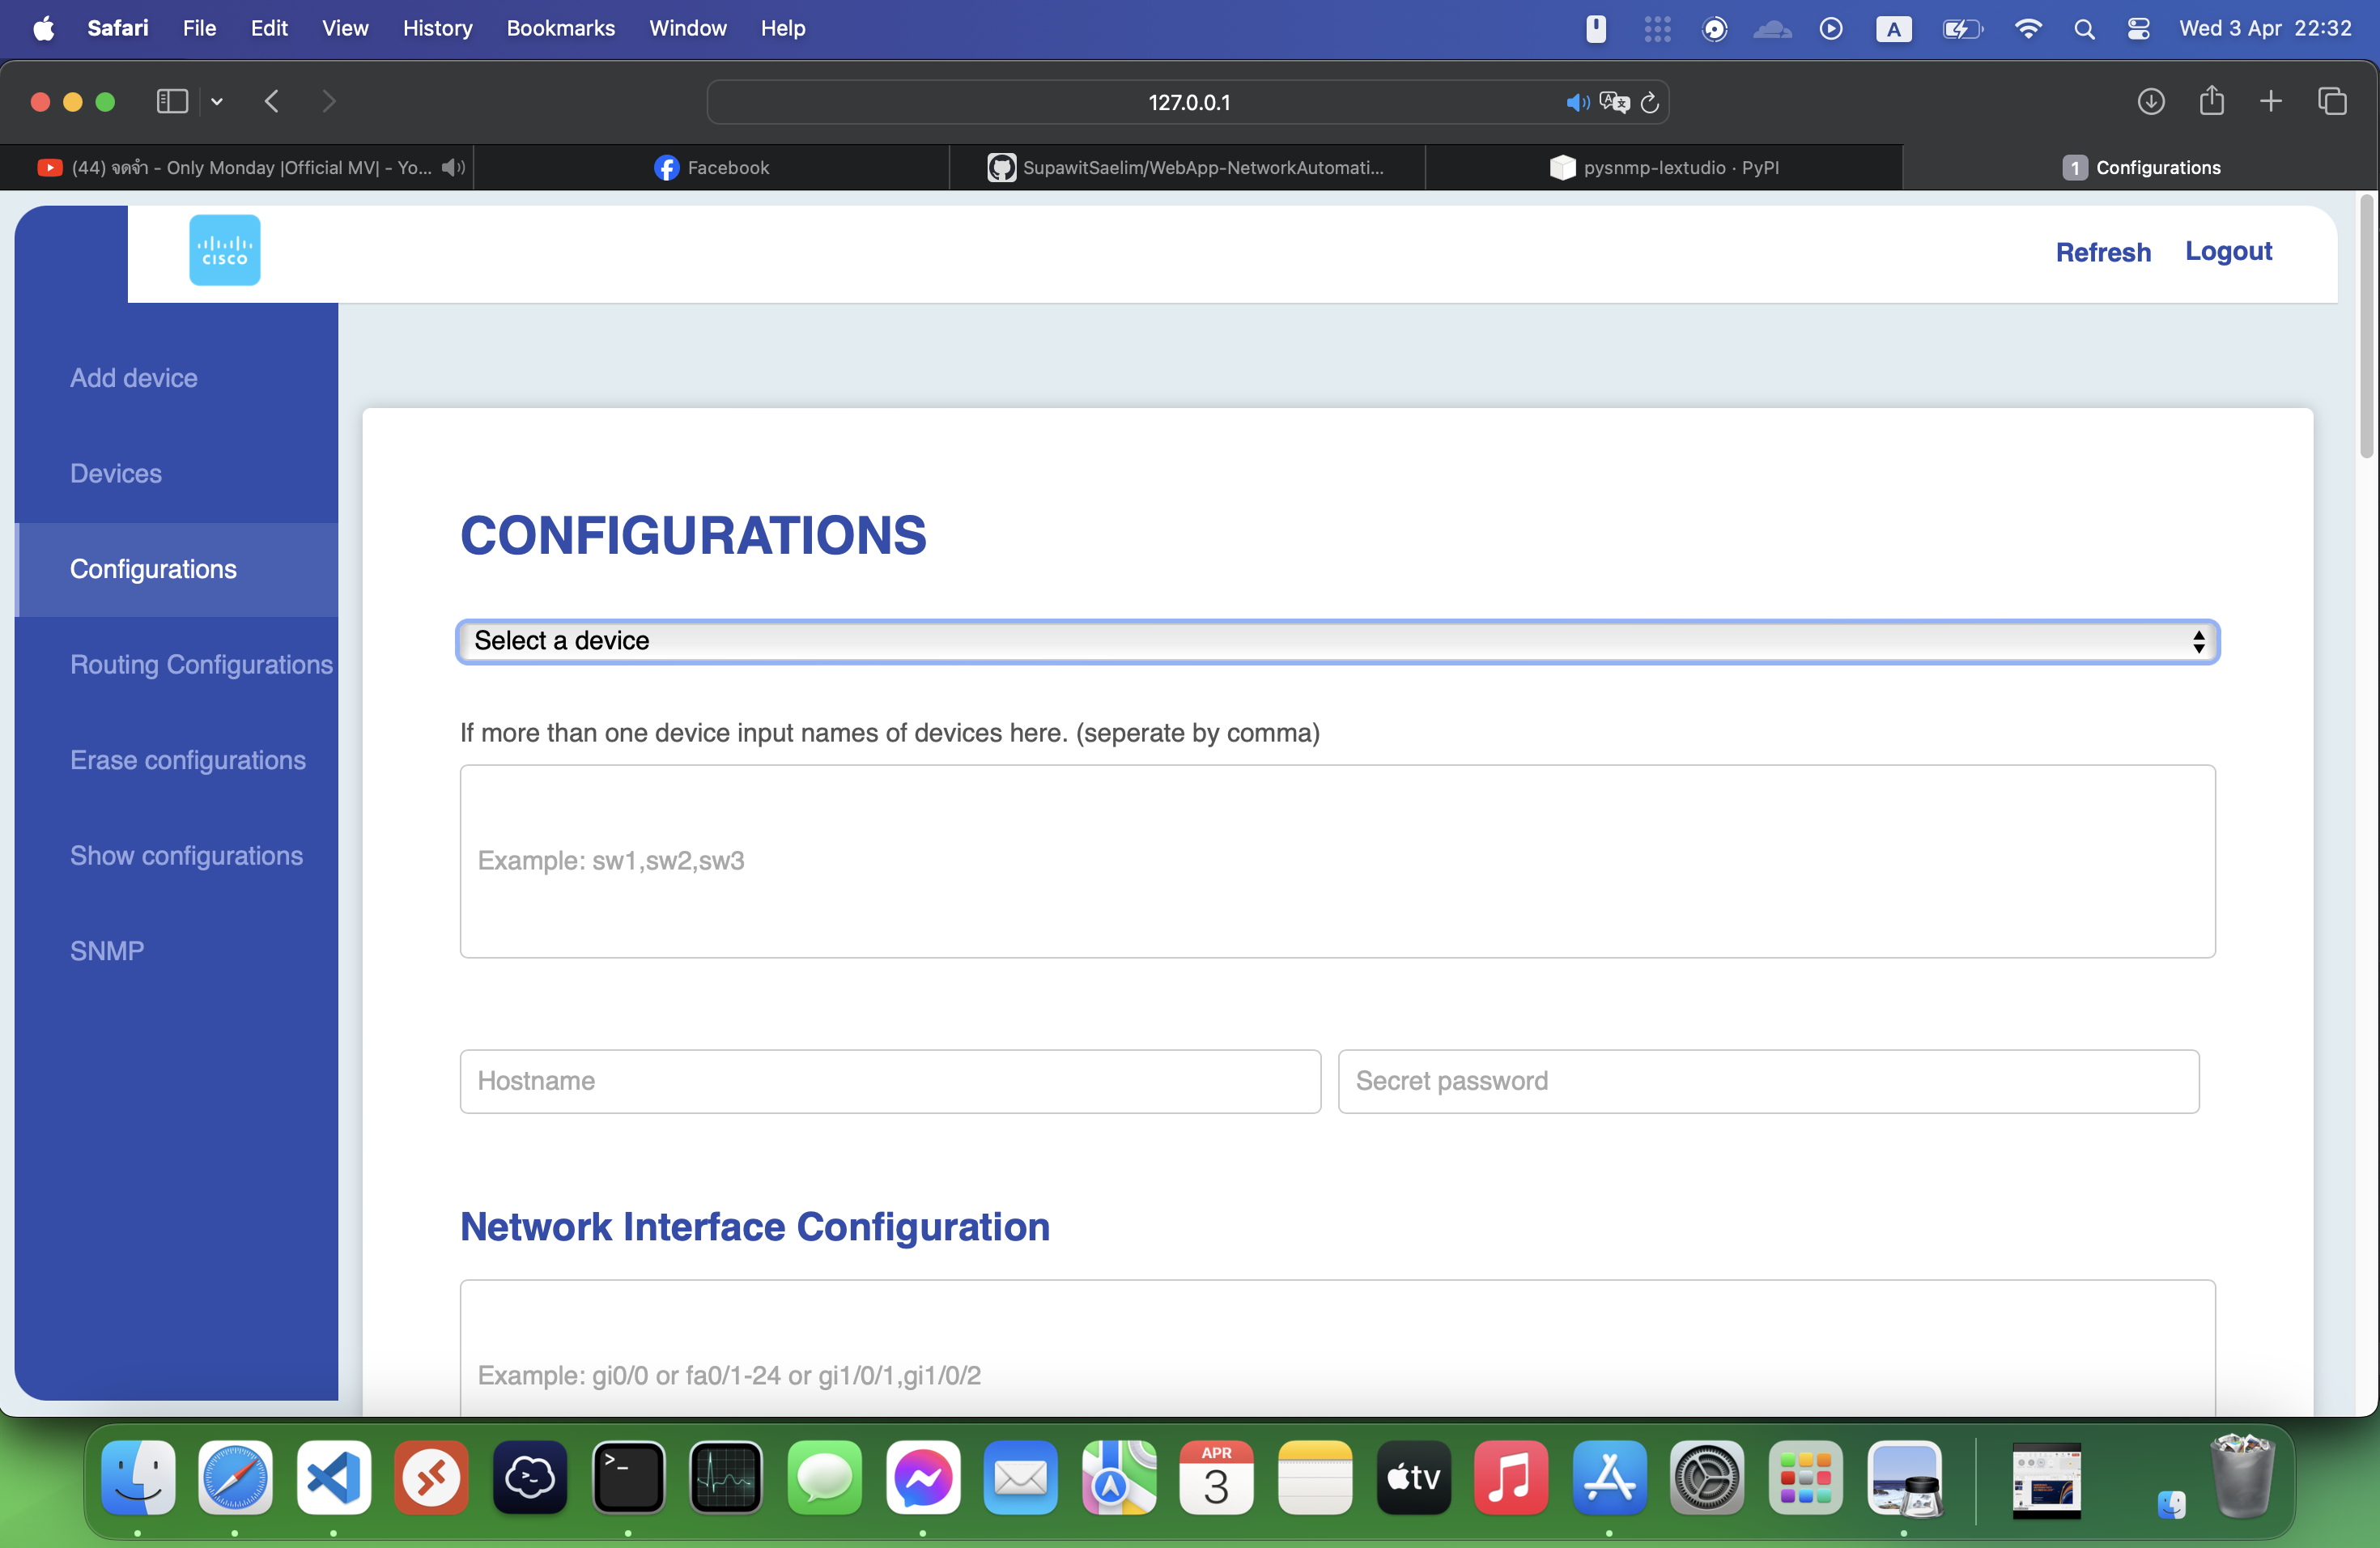 Safari File Edit View History Bookmarks Window Help A Wed 3 Apr 22:32
127.0.0.1
(44) จดจำ - Only Monday |Official MV| - Yo...
Facebook
SupawitSaelim/WebApp-NetworkAutomati...
pysnmp-lextudio · PyPI
1 Configurations
CISCO
Refresh Logout
Add device
Devices
Configurations
Routing Configurations
Erase configurations
Show configurations
SNMP
CONFIGURATIONS
Select a device
If more than one device input names of devices here. (seperate by comma)
Example: sw1,sw2,sw3
Hostname
Secret password
Network Interface Configuration
Example: gi0/0 or fa0/1-24 or gi1/0/1,gi1/0/2
APR
3
tv